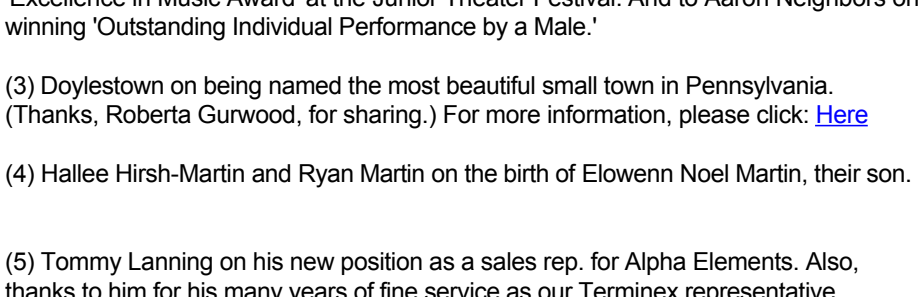 'Excellence in Music Award' at the Junior Theater Festival. And to Aaron Neighbors on
winning 'Outstanding Individual Performance by a Male.'
(3) Doylestown on being named the most beautiful small town in Pennsylvania.
(Thanks, Roberta Gurwood, for sharing.) For more information, please click: Here
(4) Hallee Hirsh-Martin and Ryan Martin on the birth of Elowenn Noel Martin, their son.
(5) Tommy Lanning on his new position as a sales rep. for Alpha Elements. Also,
thanks to him for his many years of fine service as our Terminex representative